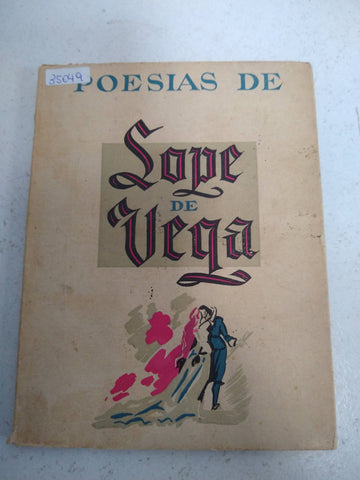 35049
POESIAS DE
Lope
DE
Vega